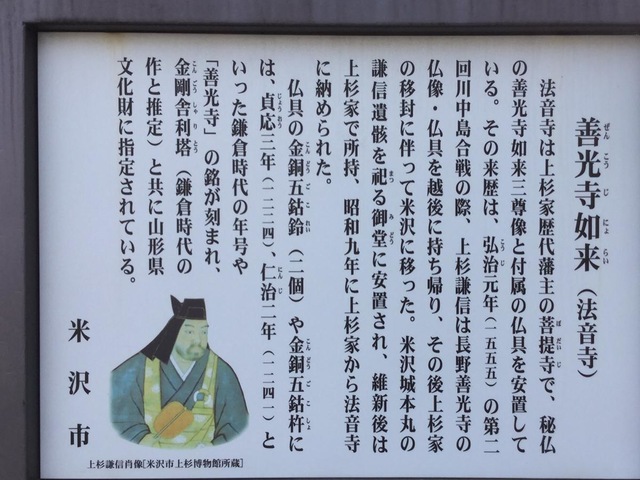 善光寺如来（法音寺）
法音寺は上杉家歴代藩主の菩提寺で、秘仏
の善光寺如来三尊像と付属の仏具を安置して
いる。その来歴は、弘治元年（一五五五）の第二
回川中島合戦の際、上杉謙信は長野善光寺の
仏像・仏具を越後に持ち帰り、その後上杉家
の移封に伴って米沢に移った。米沢城本丸の
謙信遺骸を祀る御堂に安置され、維新後は
上杉家で所持、昭和九年に上杉家から法音寺
に納められた。
仏具の金銅五鈷鈴（二個）や金銅五鈷杵に
は、貞応三年（一二二四）、仁治二年（一二四一）と
いった鎌倉時代の年号や
「善光寺」の銘が刻まれ、
金剛舎利塔（鎌倉時代の
作と推定）と共に山形県
文化財に指定されている。
米沢市
上杉謙信肖像[米沢市上杉博物館所蔵]